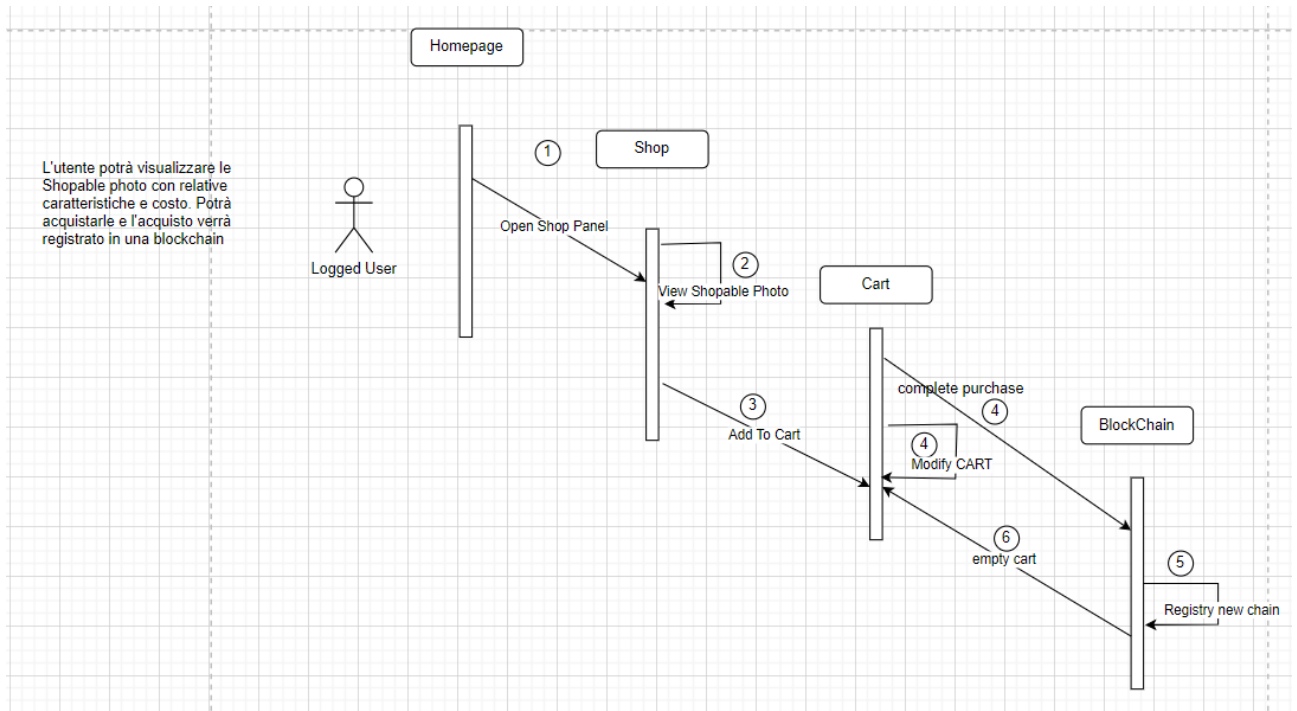 Homepage
1
Shop
L'utente potrà visualizzare le
Shopable photo con relative
caratteristiche e costo. Potrà
acquistarle e l'acquisto verrà
registrato in una blockchain
Logged User
Open Shop Panel
2
View Shopable Photo
Cart
3
Add To Cart
complete purchase
4
BlockChain
4
Modify CART
6
empty cart
5
Registry new chain